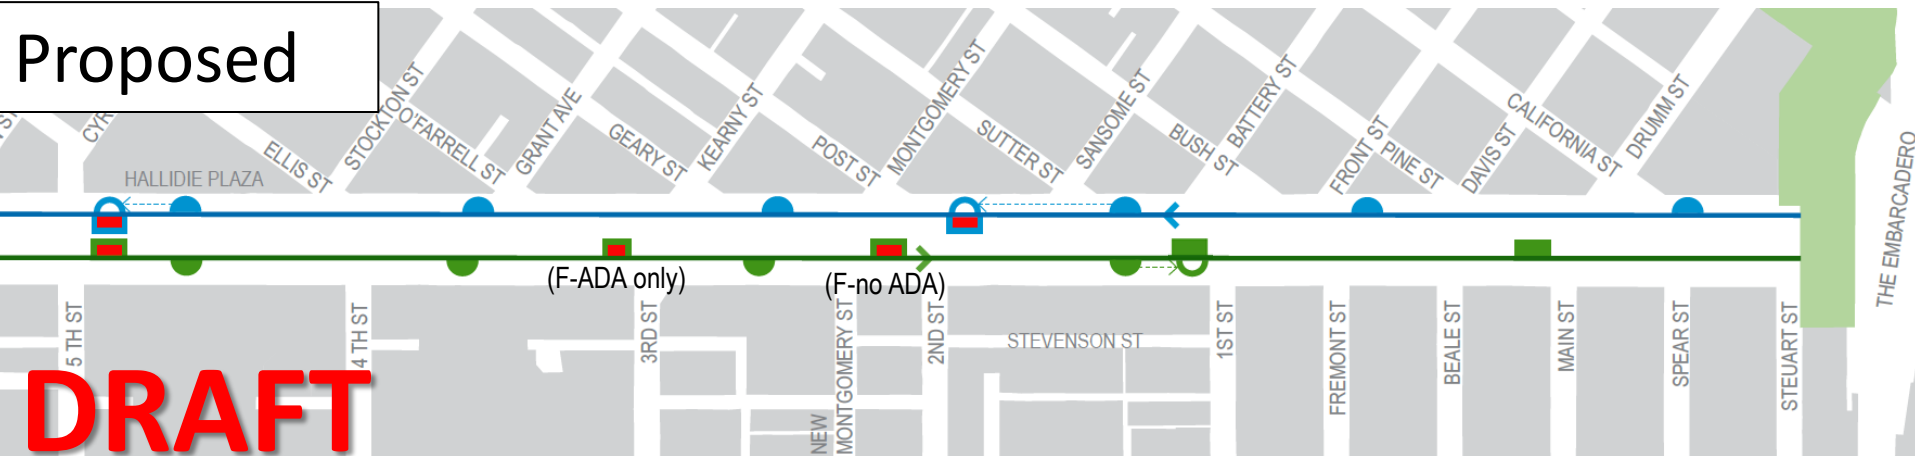 Proposed
CYR
ELLIS ST
STOCKTON ST
O'FARRELL ST
GRANT AVE
GEARY ST
KEARNY ST
POST ST
MONTGOMERY ST
SUTTER ST
SANSOME ST
BUSH ST
BATTERY ST
FRONT ST
PINE ST
DAVIS ST
CALIFORNIA ST
DRUMM ST
THE EMBARCADERO
HALLIDIE PLAZA
(F-ADA only)
(F-no ADA)
5 TH ST
4 TH ST
3RD ST
NEW
MONTGOMERY ST
2ND ST
STEVENSON ST
1ST ST
FREMONT ST
BEALE ST
MAIN ST
SPEAR ST
STEUART ST
DRAFT